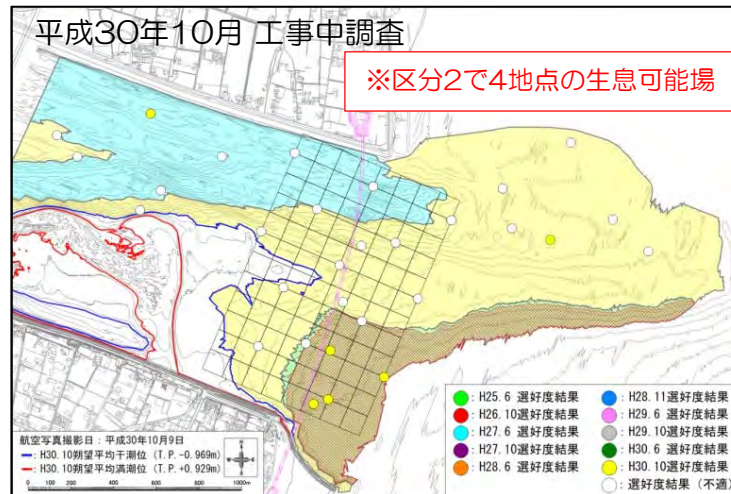 平成30年10月 工事中調査
※区分2で4地点の生息可能場
：H25.6 選好度結果
：H26.10選好度結果
：H27.6 選好度結果
：H27.10選好度結果
：H28.6 選好度結果
：H28.11選好度結果
：H29.6 選好度結果
：H29.10選好度結果
：H30.6 選好度結果
：H30.10選好度結果
：選好度結果（不適）
航空写真撮影日：平成30年10月9日
：H30.10朔望平均干潮位（T.P.-0.969m）
：H30.10朔望平均満潮位（T.P.+0.929m）
0 200 400 600 800 1000m